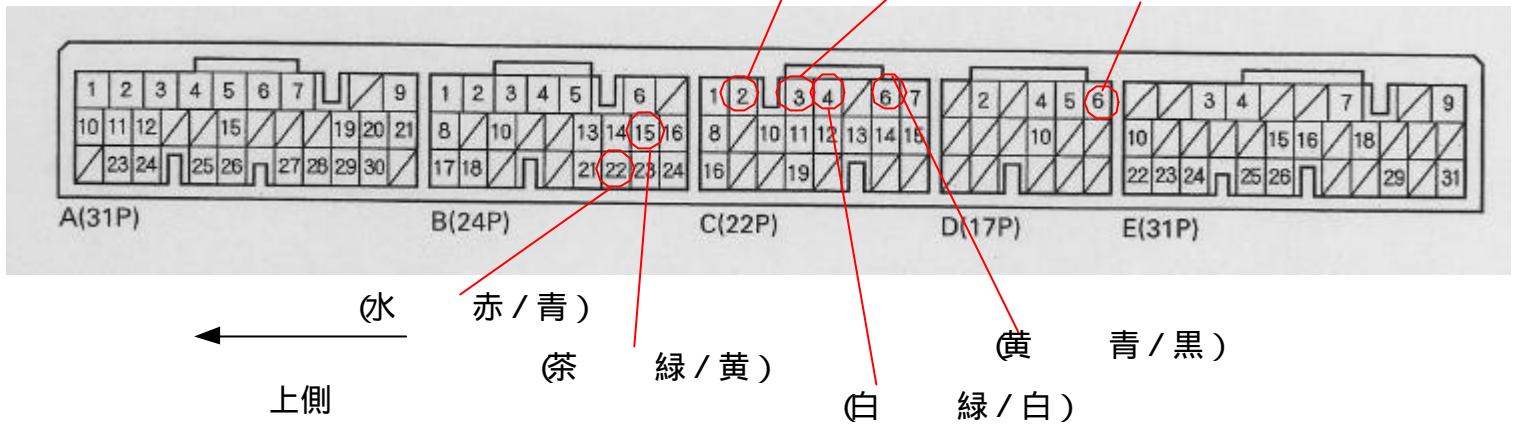 1 2 3 4 5 6 7 9 1 2 3 4 5 6 1 2 3 4 6 7 2 4 5 6 3 4 7 9
10 11 12 15 19 20 21 8 10 13 14 15 16 8 10 11 12 13 14 15 10 10 15 16 18
23 24 25 26 27 28 29 30 17 18 21 22 23 24 16 19 22 23 24 25 26 29 31
A(31P) B(24P) C(22P) D(17P) E(31P)
(水 赤/青)
(黄 青/黒)
(茶 緑/黄)
上側
(白 緑/白)